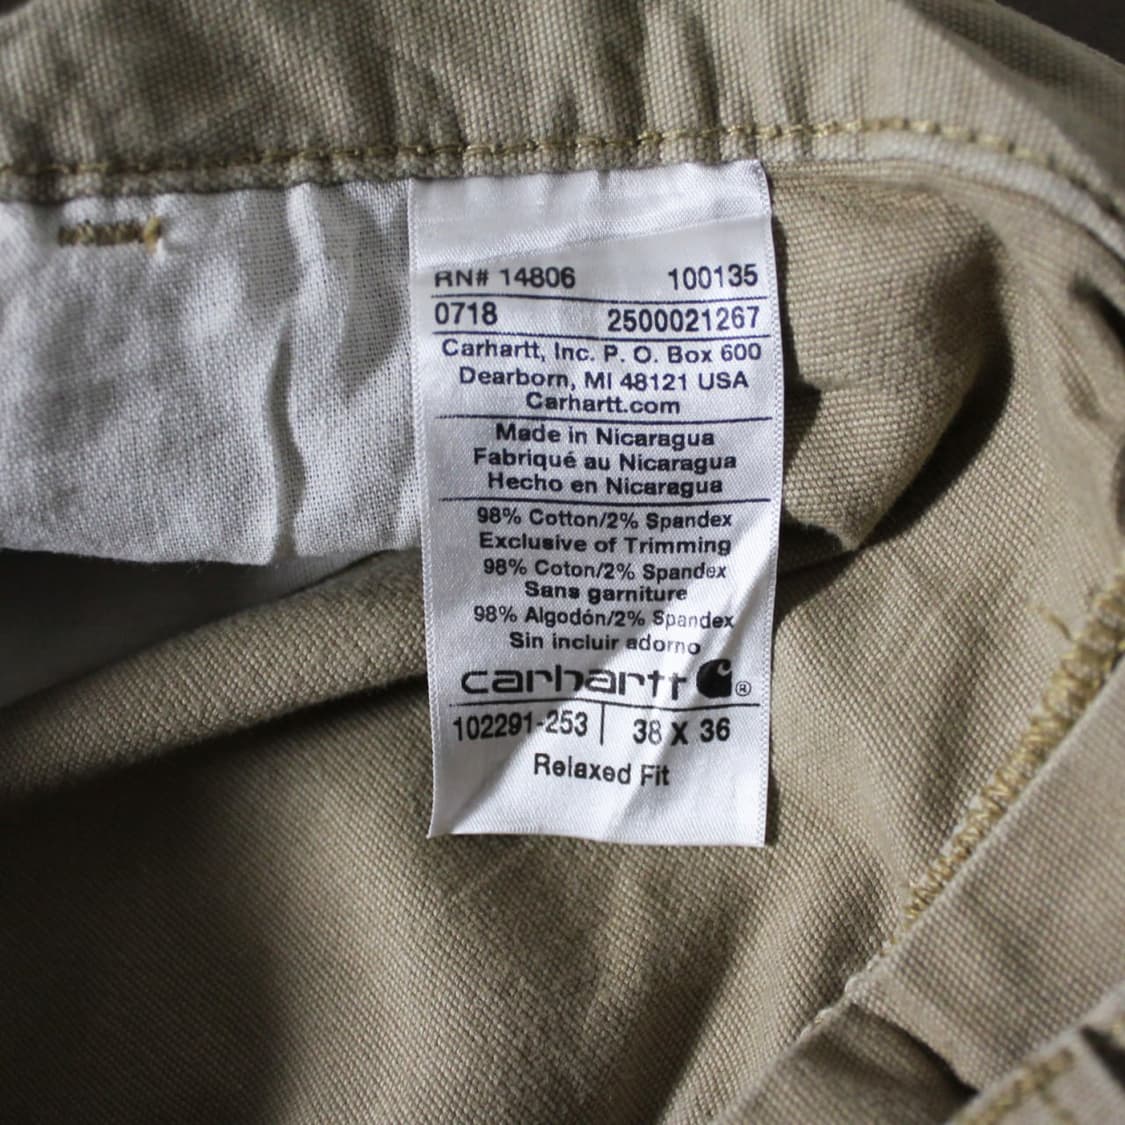 RN# 14806 100135
0718 2500021267
Carhartt, Inc. P. O. Box 600
Dearborn, MI 48121 USA
Carhartt.com
Made in Nicaragua
Fabriqué au Nicaragua
Hecho en Nicaragua
98% Cotton/2% Spandex
Exclusive of Trimming
98% Coton/2% Spandex
Sans garniture
98% Algodón/2% Spandex
Sin incluir adorno
carhartt ®
102291-253 | 38 X 36
Relaxed Fit